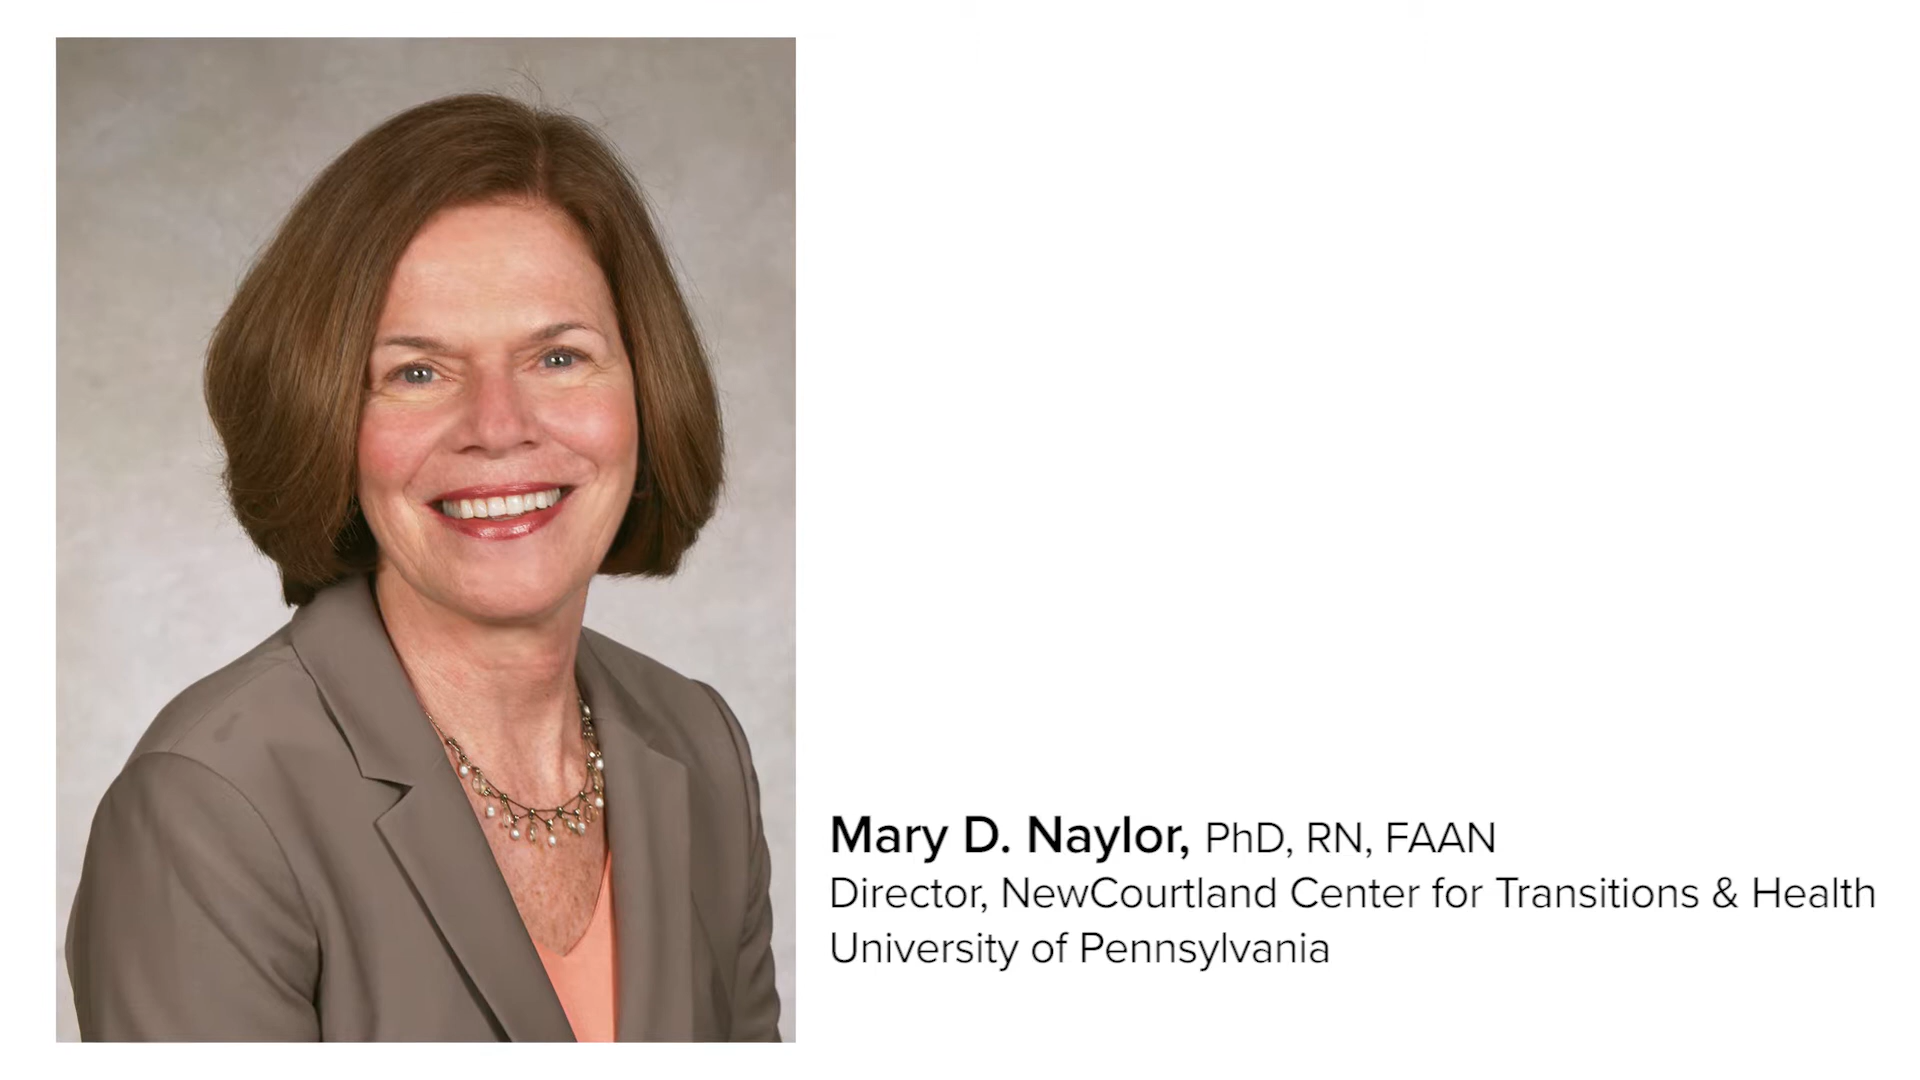 Mary D. Naylor, PhD, RN, FAAN
Director, NewCourtland Center for Transitions & Health
University of Pennsylvania